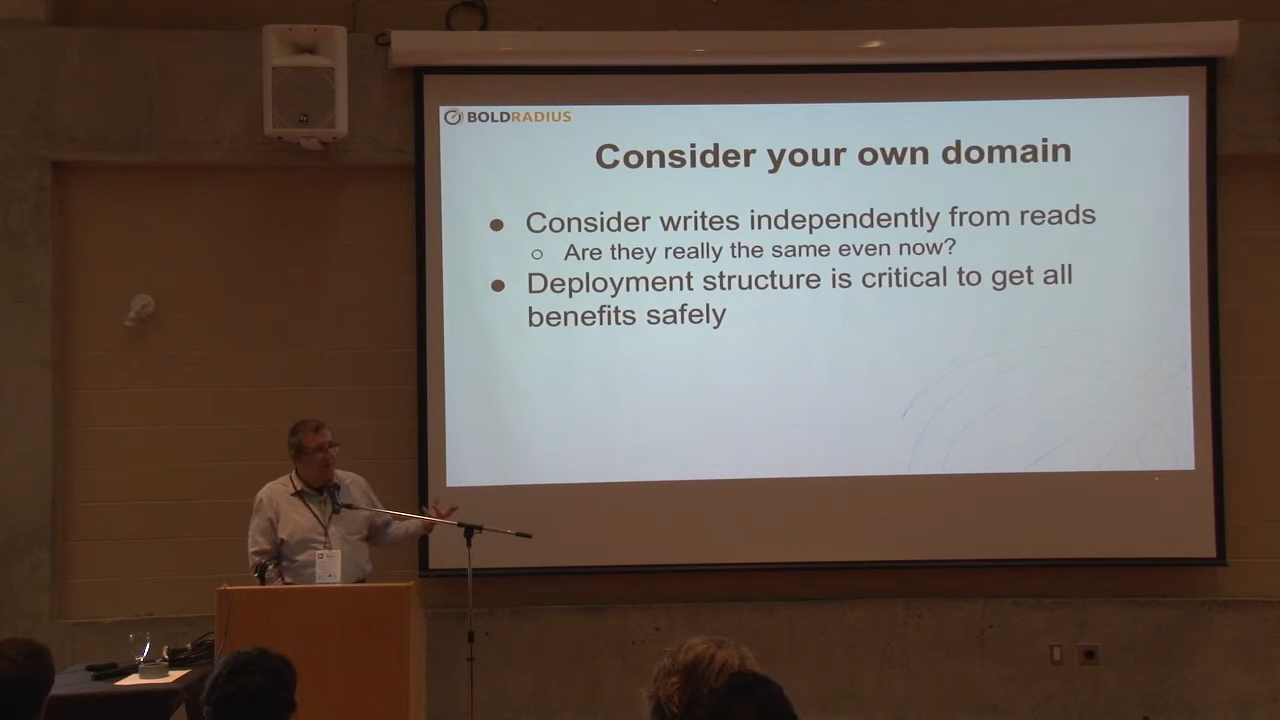 BOLDRADIUS
Consider your own domain
● Consider writes independently from reads
○ Are they really the same even now?
● Deployment structure is critical to get all
benefits safely